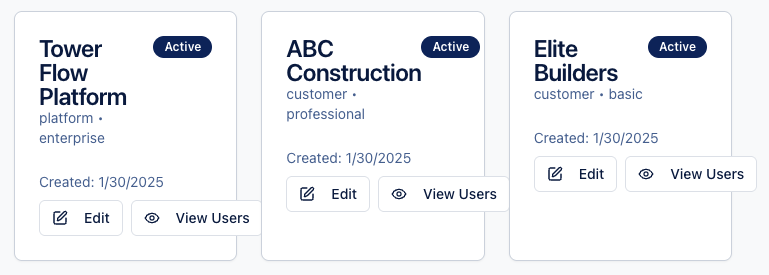 Tower
Flow
Platform
Active
platform •
enterprise
Created: 1/30/2025
Edit
View Users
ABC
Construction
Active
customer •
professional
Created: 1/30/2025
Edit
View Users
Elite
Builders
Active
customer • basic
Created: 1/30/2025
Edit
View Users